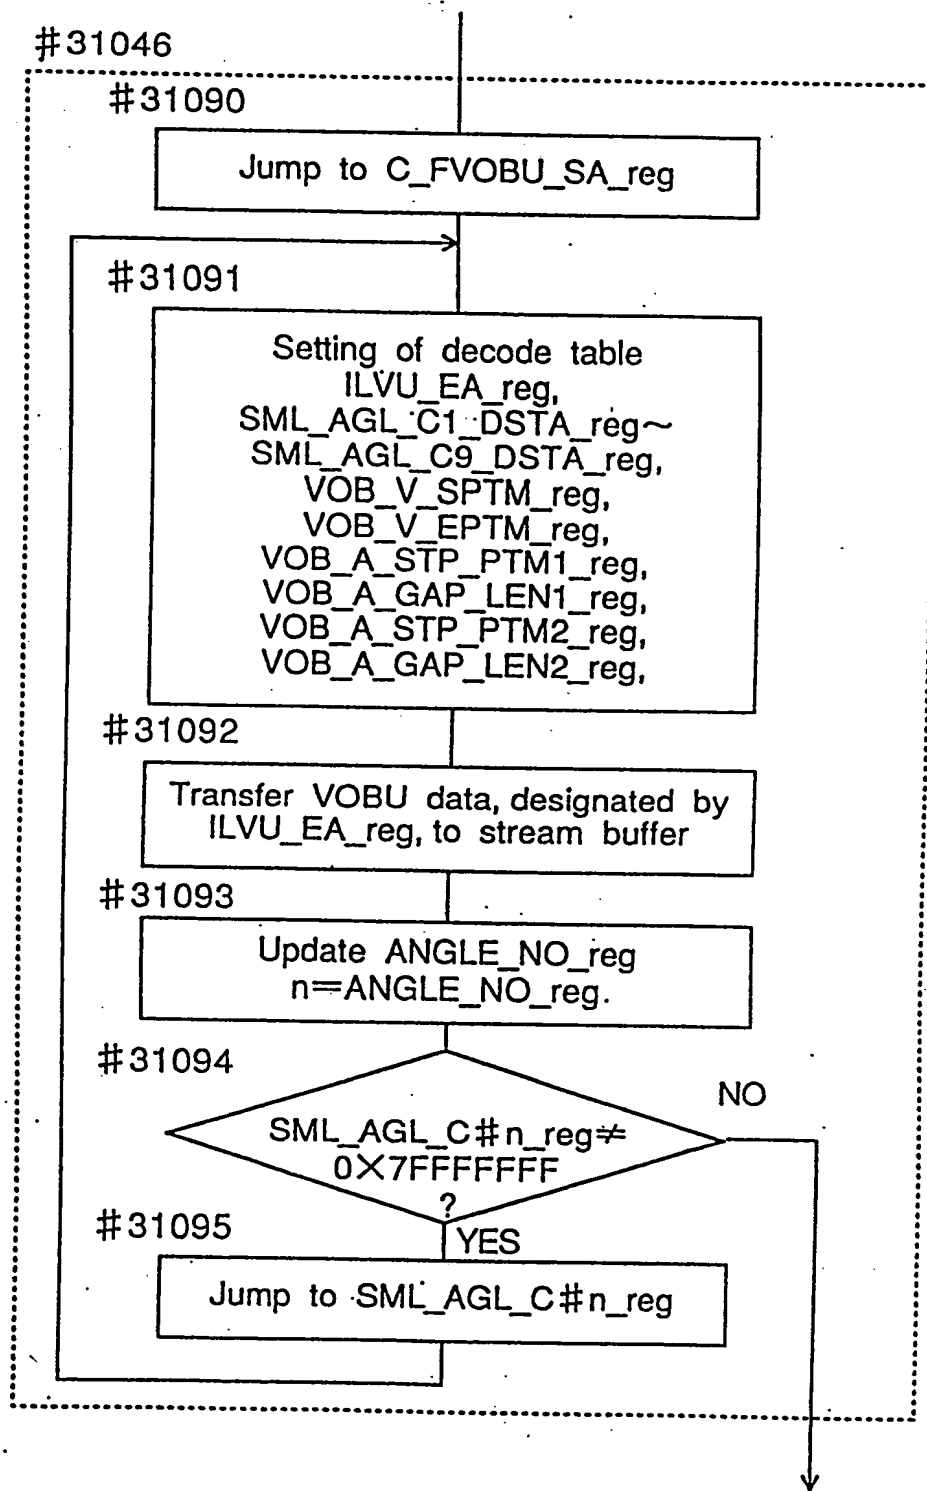 #31046
#31090
Jump to C_FVOBU_SA_reg
#31091
Setting of decode table
ILVU_EA_reg,
SML_AGL_C1_DSTA_reg~
SML_AGL_C9_DSTA_reg,
VOB_V_SPTM_reg,
VOB_V_EPTM_reg,
VOB_A_STP_PTM1_reg,
VOB_A_GAP_LEN1_reg,
VOB_A_STP_PTM2_reg,
VOB_A_GAP_LEN2_reg,
#31092
Transfer VOBU data, designated by
ILVU_EA_reg, to stream buffer
#31093
Update ANGLE_NO_reg
n=ANGLE_NO_reg.
#31094
NO
SML_AGL_C#n_reg≠
0X7FFFFFFF
?
#31095
YES
Jump to SML_AGL_C#n_reg